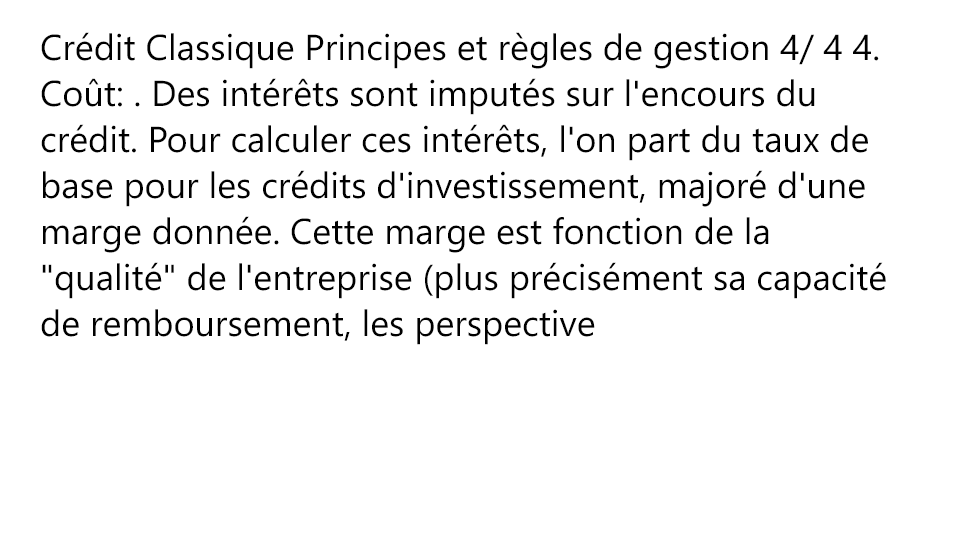 Crédit Classique Principes et règles de gestion 4/ 4 4.
Coût: . Des intérêts sont imputés sur l'encours du
crédit. Pour calculer ces intérêts, l'on part du taux de
base pour les crédits d'investissement, majoré d'une
marge donnée. Cette marge est fonction de la
"qualité" de l'entreprise (plus précisément sa capacité
de remboursement, les perspective